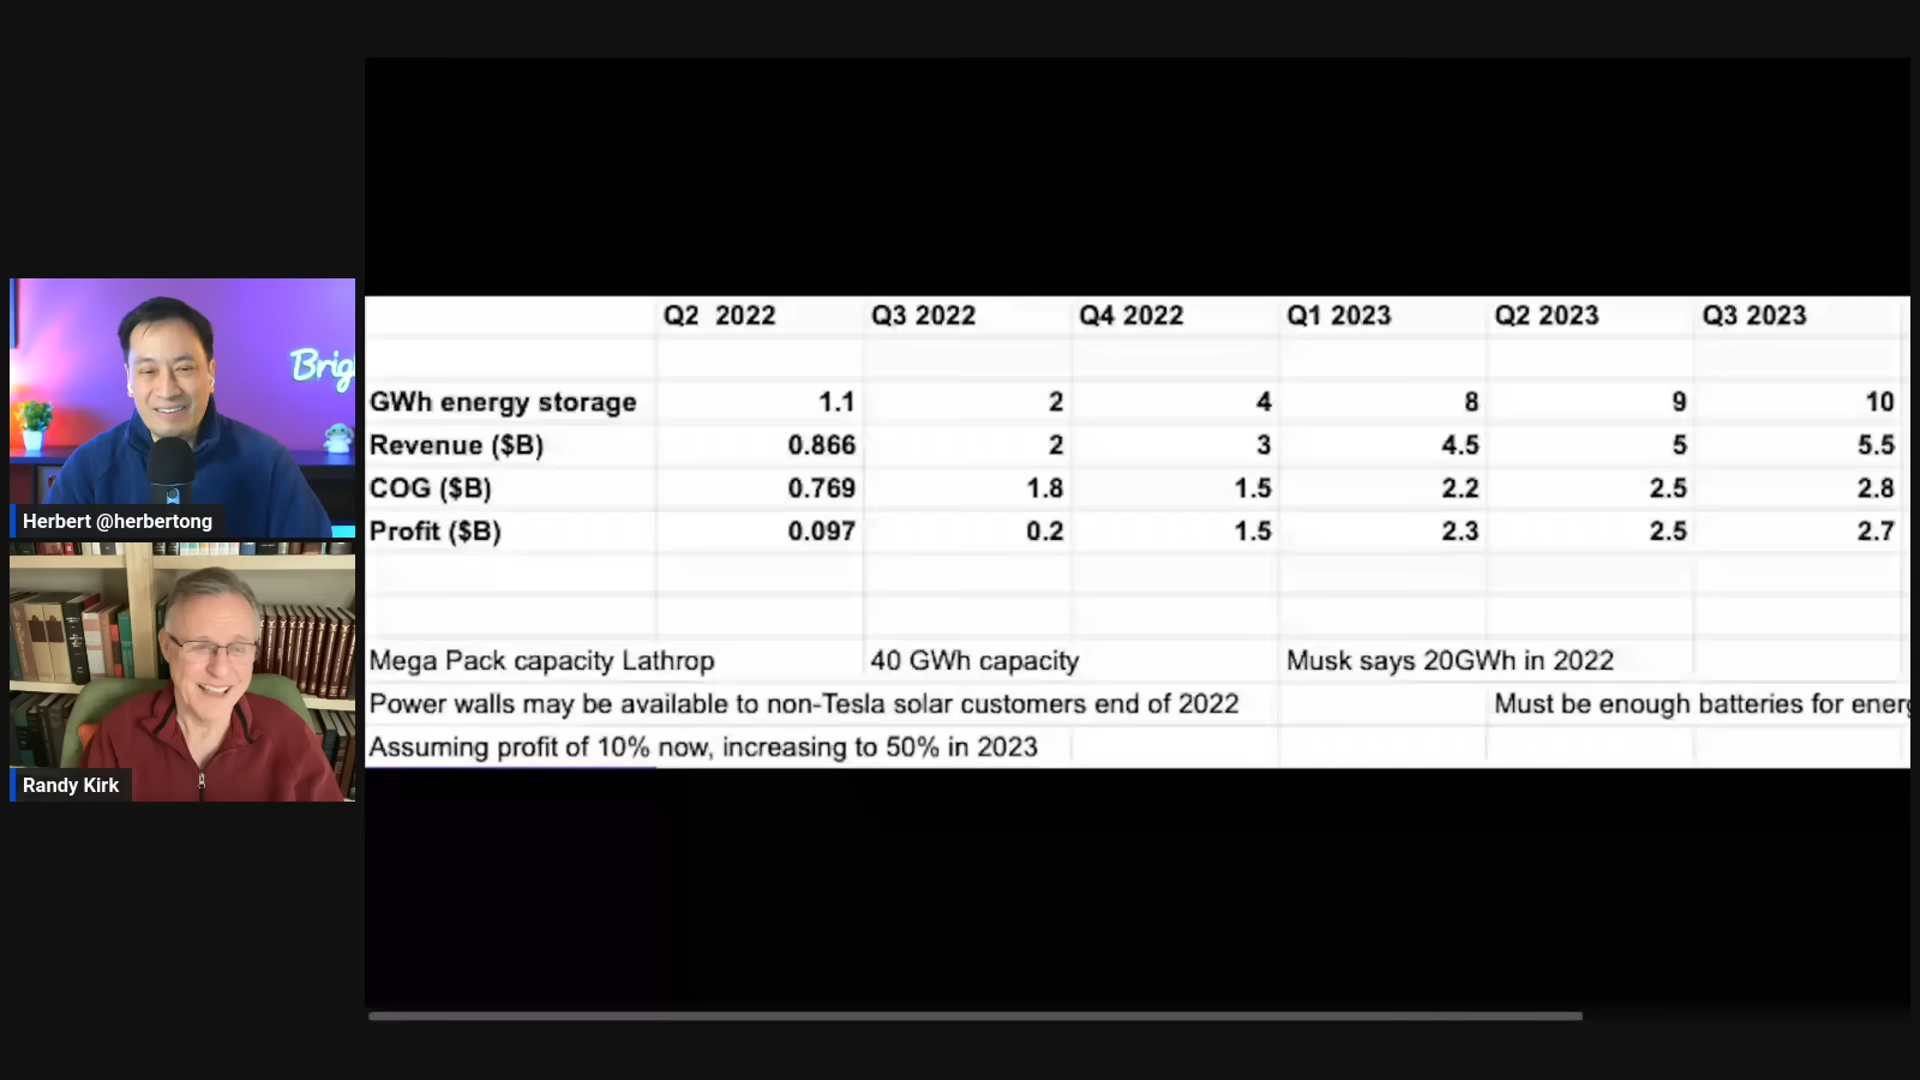 Q2 2022 Q3 2022 Q4 2022 Q1 2023 Q2 2023 Q3 2023
GWh energy storage 1.1 2 4 8 9 10
Revenue ($B) 0.866 2 3 4.5 5 5.5
COG ($B) 0.769 1.8 1.5 2.2 2.5 2.8
Profit ($B) 0.097 0.2 1.5 2.3 2.5 2.7
Mega Pack capacity Lathrop 40 GWh capacity Musk says 20GWh in 2022
Power walls may be available to non-Tesla solar customers end of 2022 Must be enough batteries for energ
Assuming profit of 10% now, increasing to 50% in 2023
Brig
Herbert @herbertong
Randy Kirk